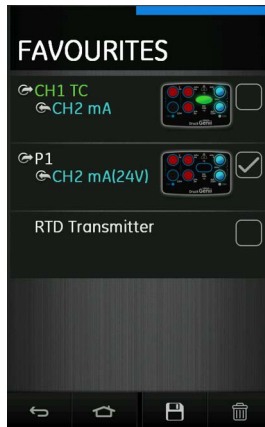 FAVOURITES
CH1 TC
CH2 mA
P1
CH2 mA(24V)
RTD Transmitter